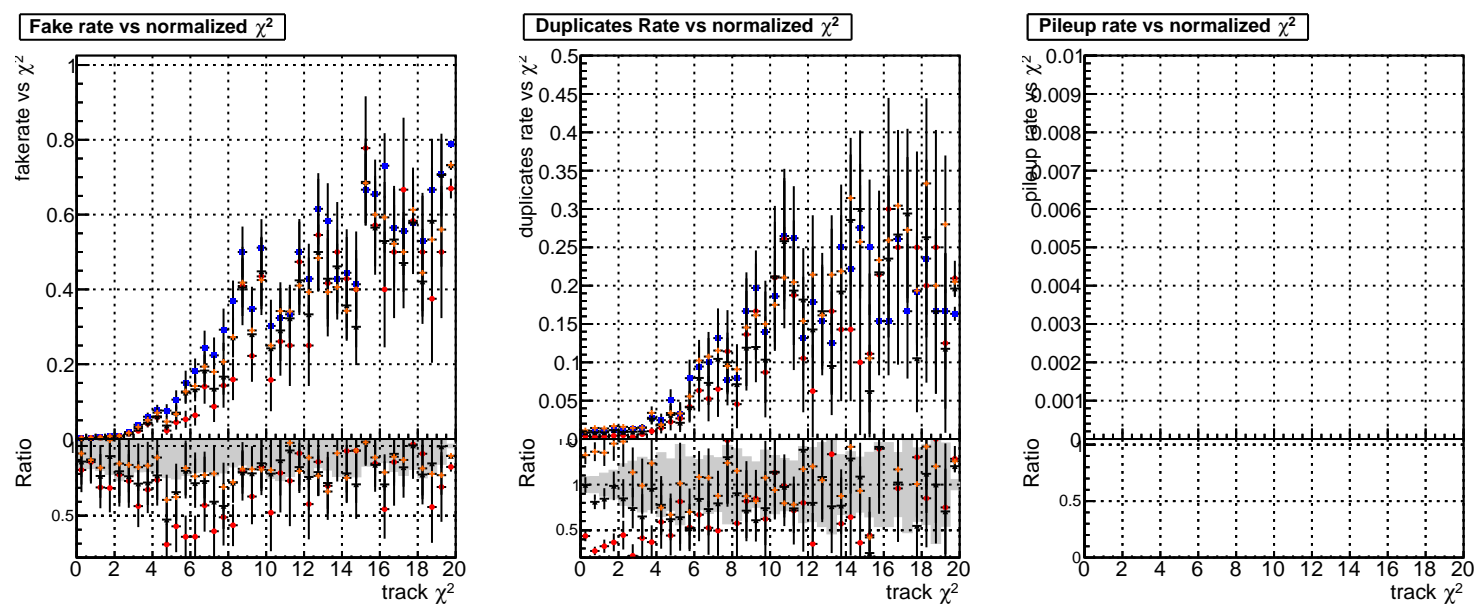 Fake rate vs normalized χ²
Duplicates Rate vs normalized χ²
Pileup rate vs normalized χ²
fakerate vs χ²
1
0.8
0.6
0.4
0.2
0
Ratio
0.5
0 2 4 6 8 10 12 14 16 18 20
track χ²
duplicates rate vs χ²
0.5
0.45
0.4
0.35
0.3
0.25
0.2
0.15
0.1
0.05
0
Ratio
1
0.5
0 2 4 6 8 10 12 14 16 18 20
track χ²
pileup rate vs χ²
0.01
0.009
0.008
0.007
0.006
0.005
0.004
0.003
0.002
0.001
0
Ratio
1
0.5
0
0 2 4 6 8 10 12 14 16 18 20
track χ²